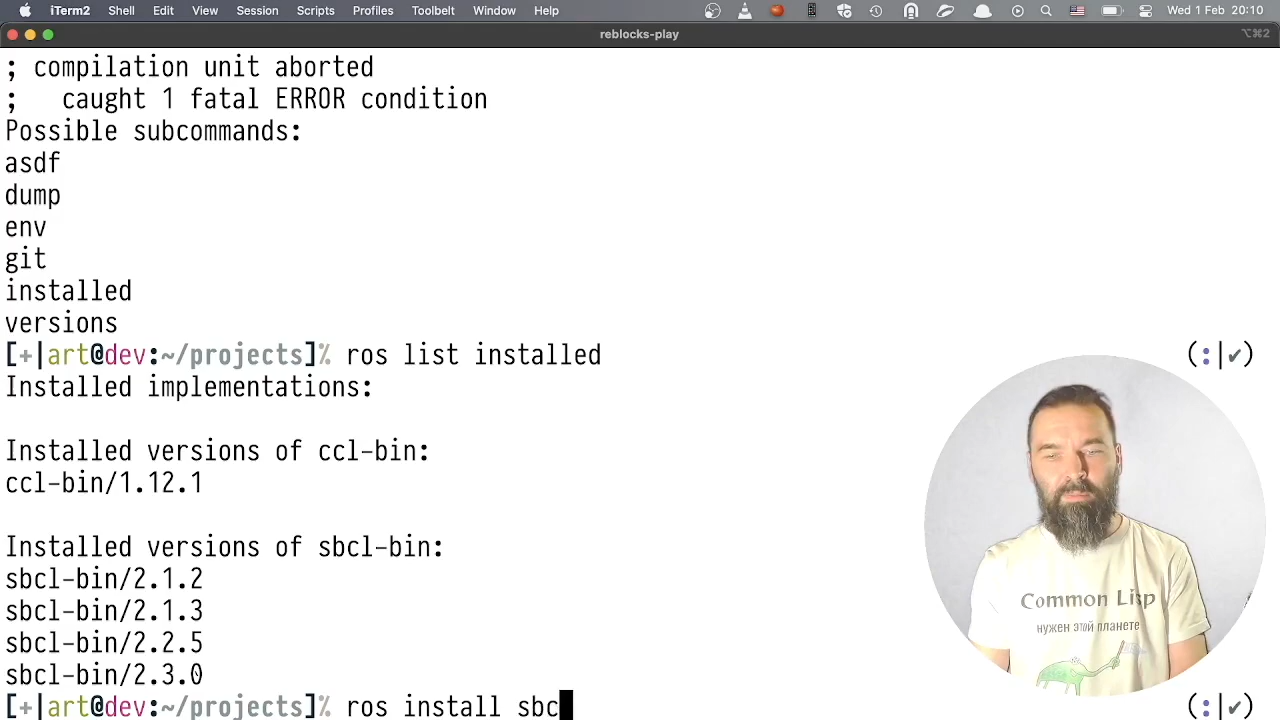 iTerm2 Shell Edit View Session Scripts Profiles Toolbelt Window Help Wed 1 Feb 20:10
reblocks-play ⌥⌘2
; compilation unit aborted
;   caught 1 fatal ERROR condition
Possible subcommands:
asdf
dump
env
git
installed
versions
[+|art@dev:~/projects]% ros list installed (:|✔)
Installed implementations:
Installed versions of ccl-bin:
ccl-bin/1.12.1
Installed versions of sbcl-bin:
sbcl-bin/2.1.2
sbcl-bin/2.1.3
sbcl-bin/2.2.5
sbcl-bin/2.3.0
[+|art@dev:~/projects]% ros install sbc (:|✔)
Common Lisp
нужен этой планете